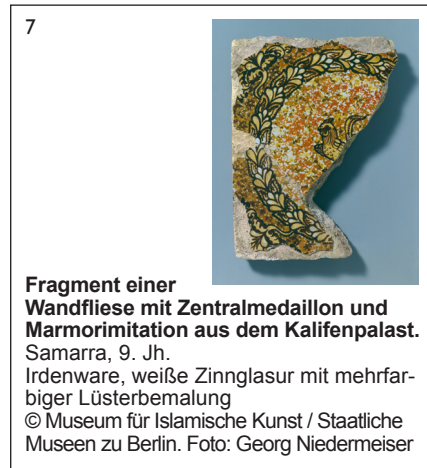 7
Fragment einer
Wandfliese mit Zentralmedaillon und
Marmorimitation aus dem Kalifenpalast.
Samarra, 9. Jh.
Irdenware, weiße Zinnglasur mit mehrfar-
biger Lüsterbemalung
© Museum für Islamische Kunst / Staatliche
Museen zu Berlin. Foto: Georg Niedermeiser